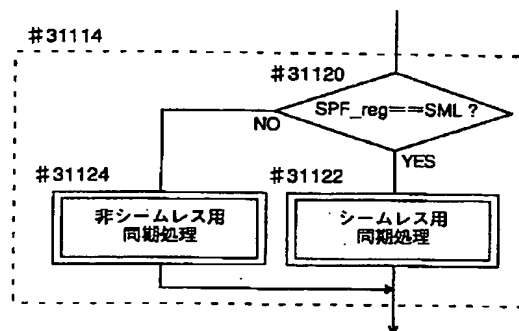 #31114
#31120
SPF_reg==SML ?
NO
YES
#31124
#31122
非シームレス用
同期処理
シームレス用
同期処理